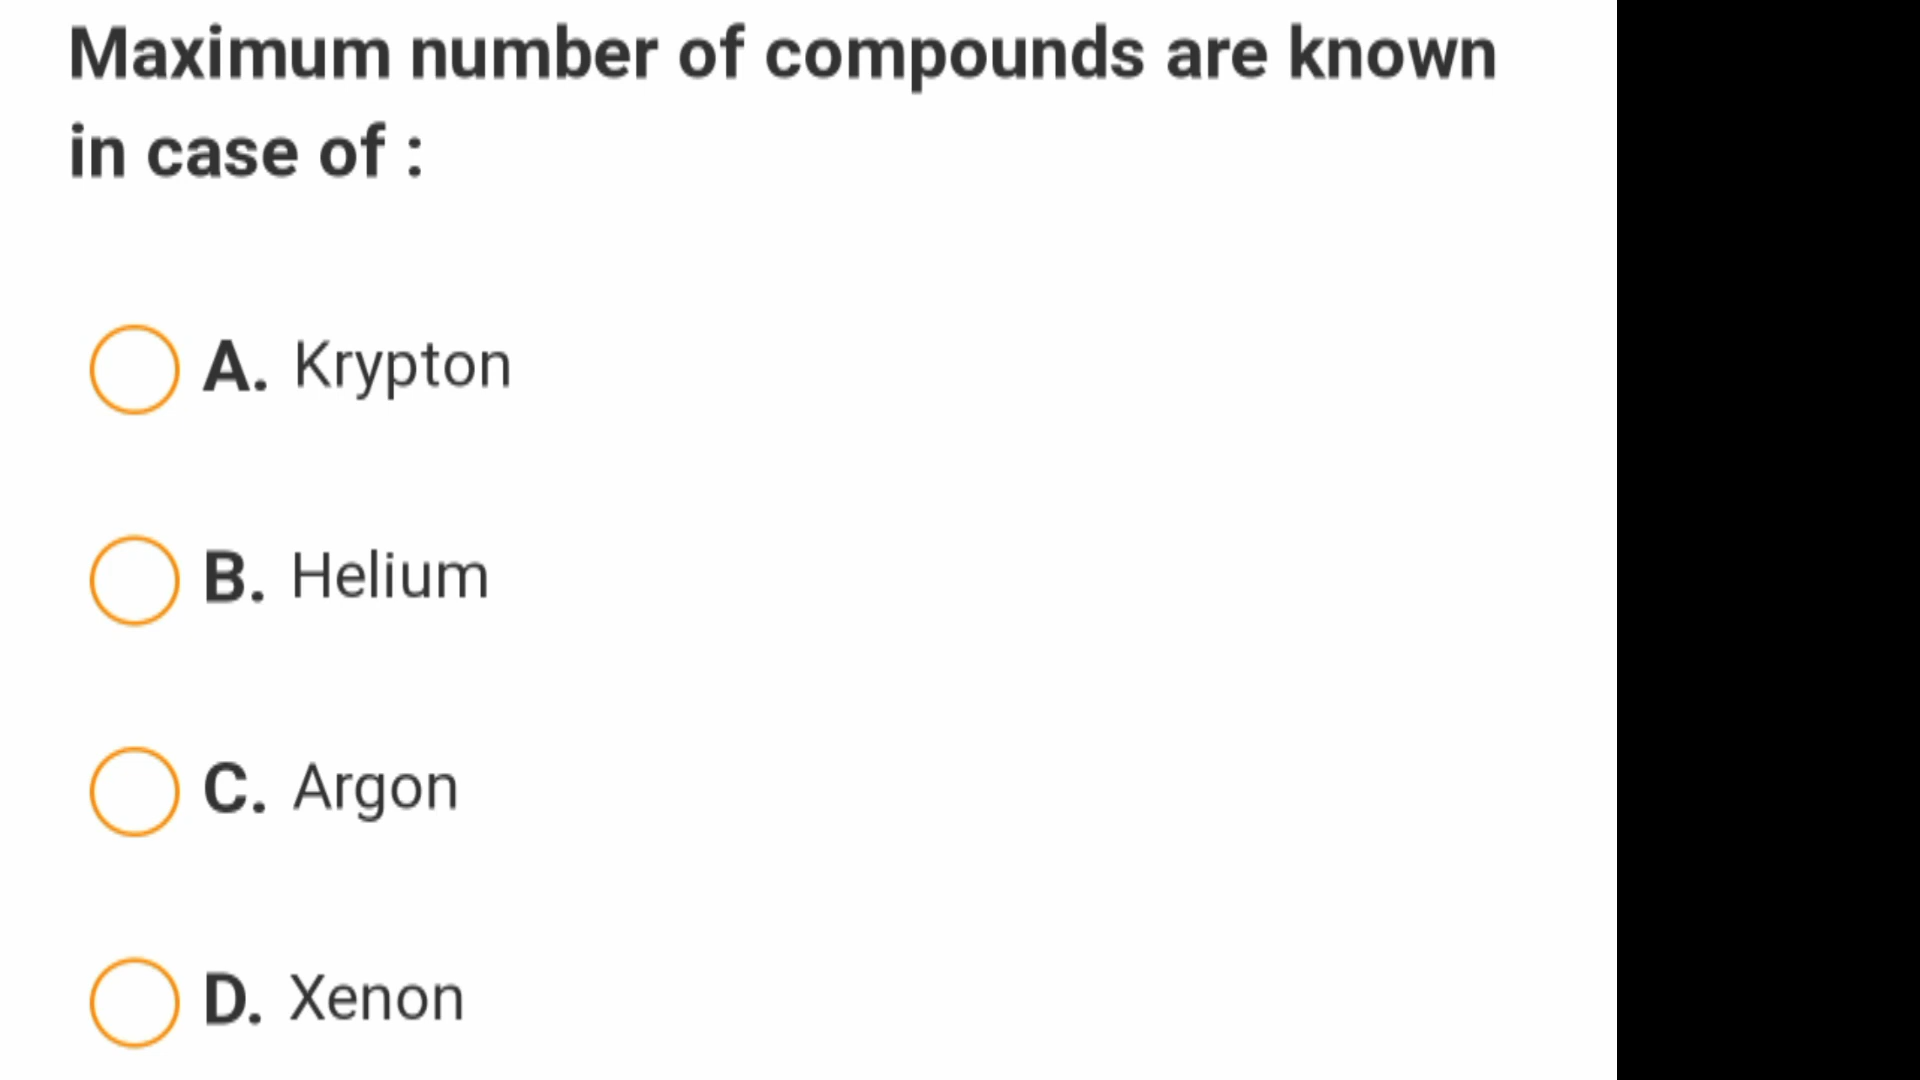 Maximum number of compounds are known
in case of :
A. Krypton
B. Helium
C. Argon
D. Xenon